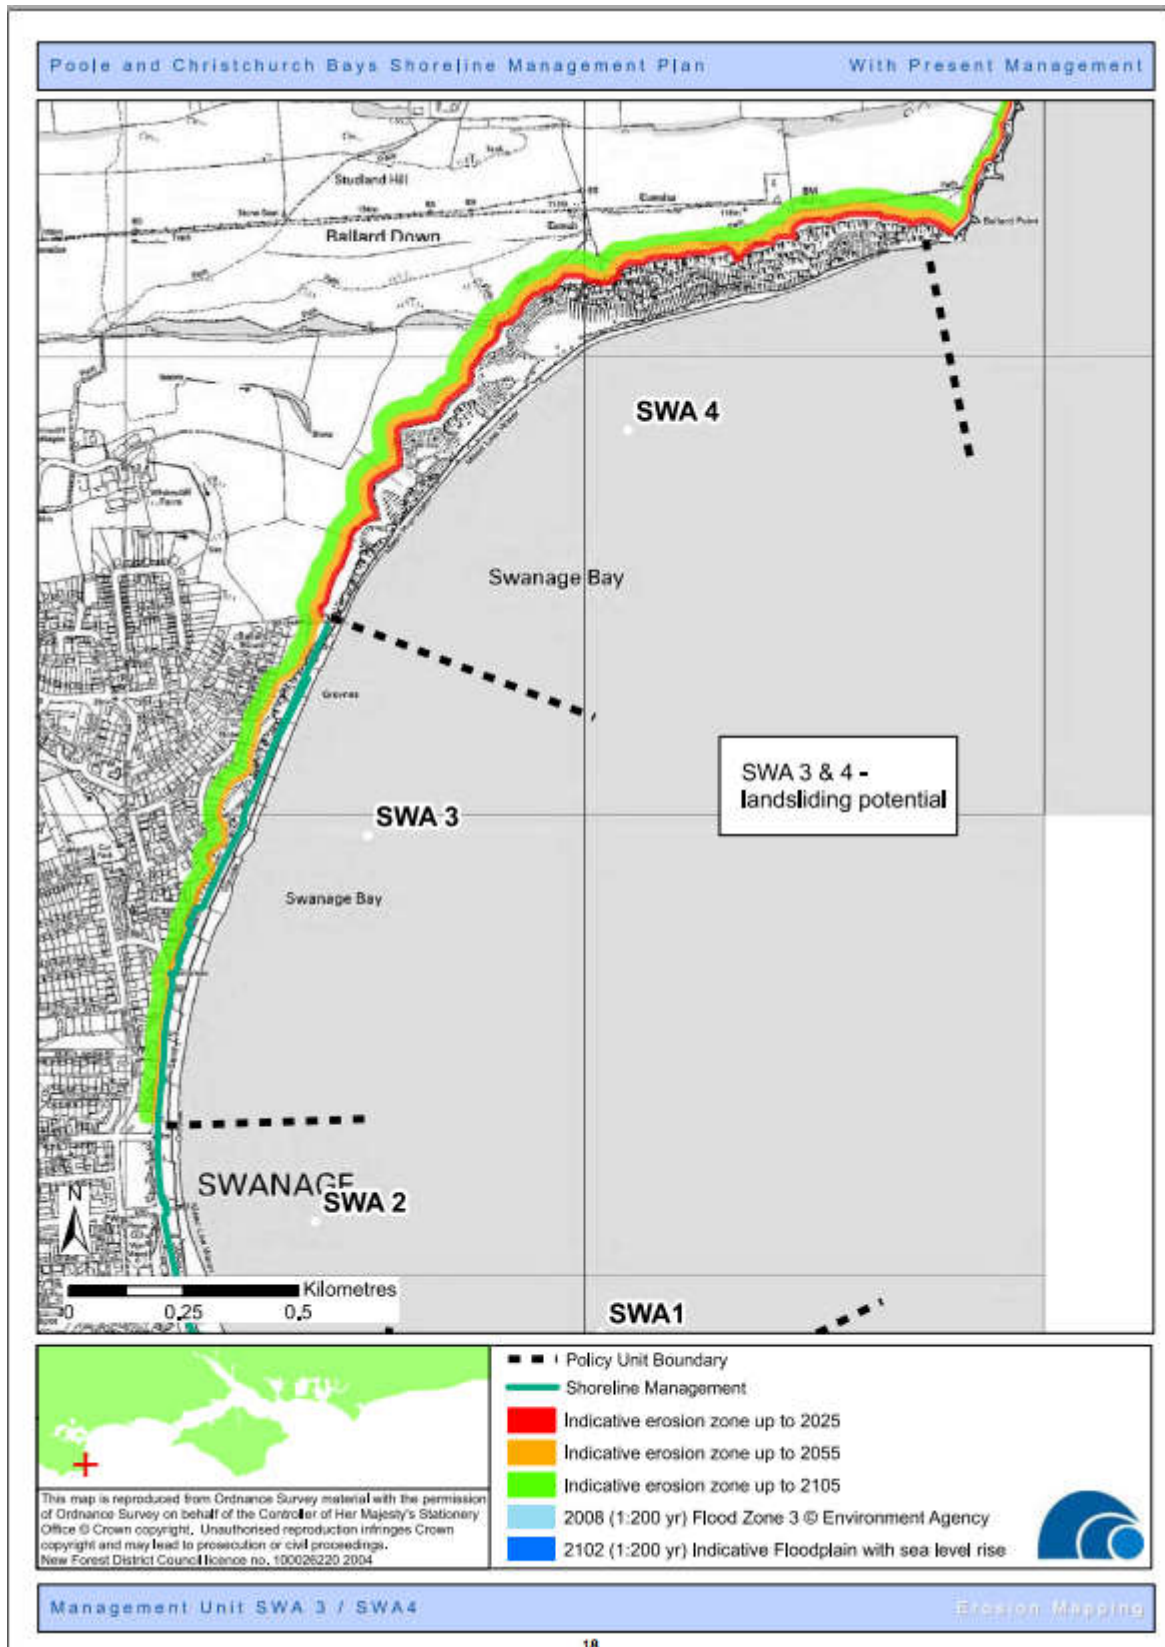 Poole and Christchurch Bays Shoreline Management Plan With Present Management
Studland Hill
Ballard Down
Ballard Point
SWA 4
Swanage Bay
Groynes
SWA 3 & 4 -
landsliding potential
SWA 3
Swanage Bay
SWANAGE
SWA 2
N
Kilometres
0 0.25 0.5
SWA1
Policy Unit Boundary
Shoreline Management
Indicative erosion zone up to 2025
Indicative erosion zone up to 2055
Indicative erosion zone up to 2105
2008 (1:200 yr) Flood Zone 3 © Environment Agency
2102 (1:200 yr) Indicative Floodplain with sea level rise
This map is reproduced from Ordnance Survey material with the permission
of Ordnance Survey on behalf of the Controller of Her Majesty's Stationery
Office © Crown copyright. Unauthorised reproduction infringes Crown
copyright and may lead to prosecution or civil proceedings.
New Forest District Council licence no. 100026220 2004
Management Unit SWA 3 / SWA4 Erosion Mapping
18